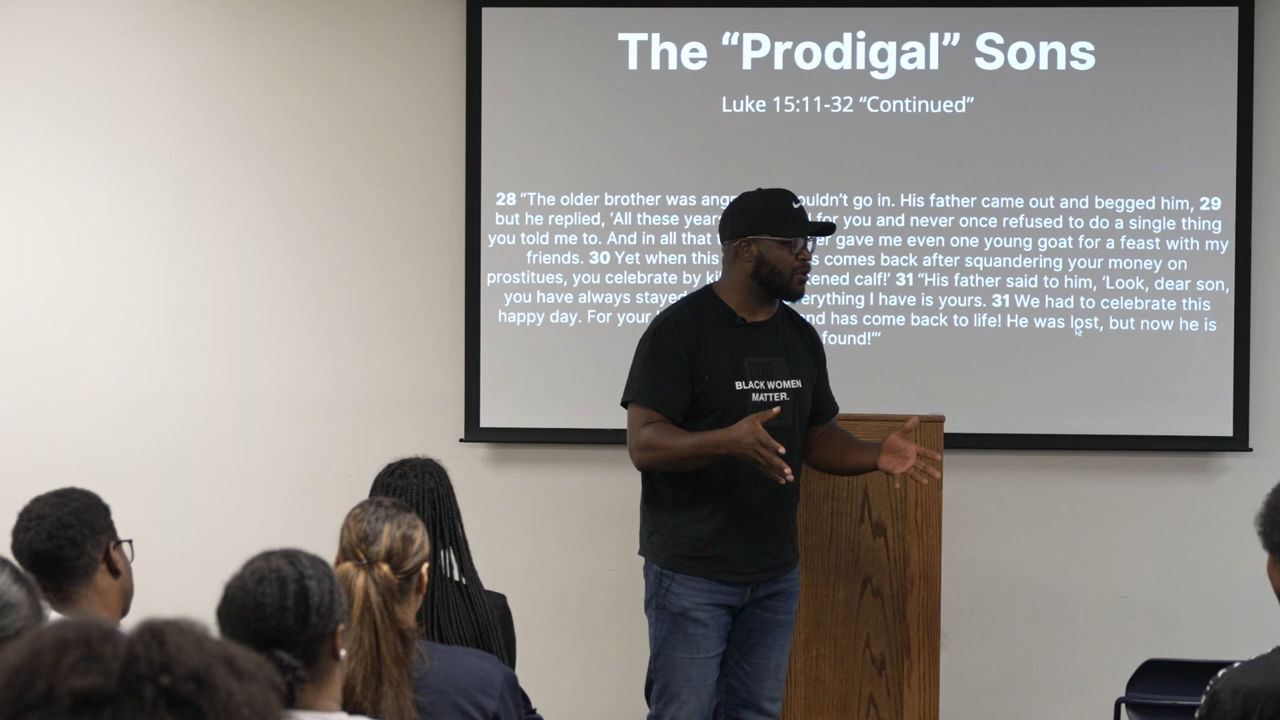 The “Prodigal” Sons
Luke 15:11-32 “Continued”
28 “The older brother was ouldn’t go in. His father came out and begged him, 29
but he replied, ‘All these years for you and never once refused to do a single thing
you told me to. And in all that gave me even one young goat for a feast with my
friends. 30 Yet when this comes back after squandering your money on
prostitues, you celebrate by ened calf!’ 31 “His father said to him, ‘Look, dear son,
you have always stayed erything I have is yours. 31 We had to celebrate this
happy day. For your has come back to life! He was lost, but now he is
found!’”
BLACK WOMEN
MATTER.